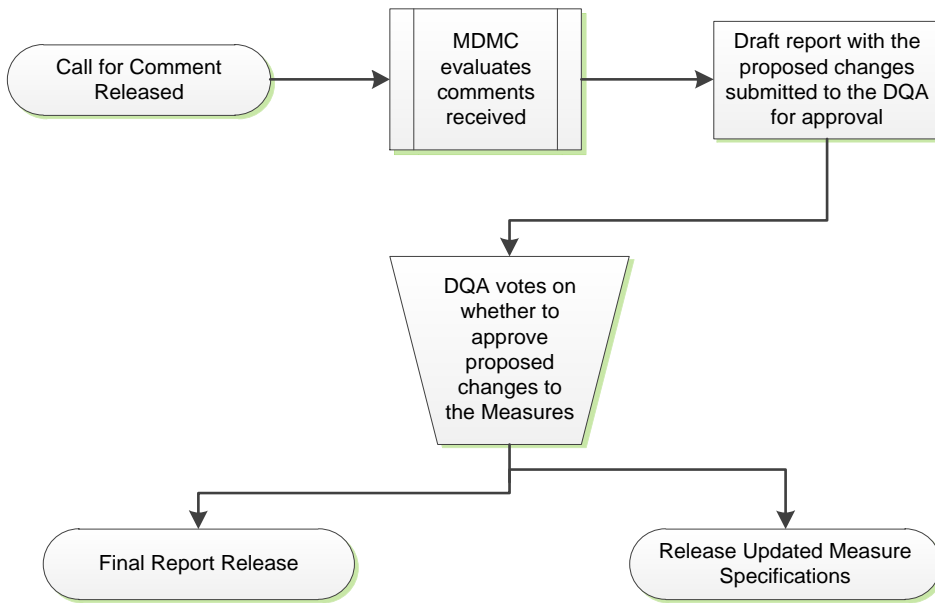 Call for Comment
Released
MDMC
evaluates
comments
received
Draft report with the
proposed changes
submitted to the DQA
for approval
DQA votes on
whether to
approve
proposed
changes to
the Measures
Final Report Release
Release Updated Measure
Specifications